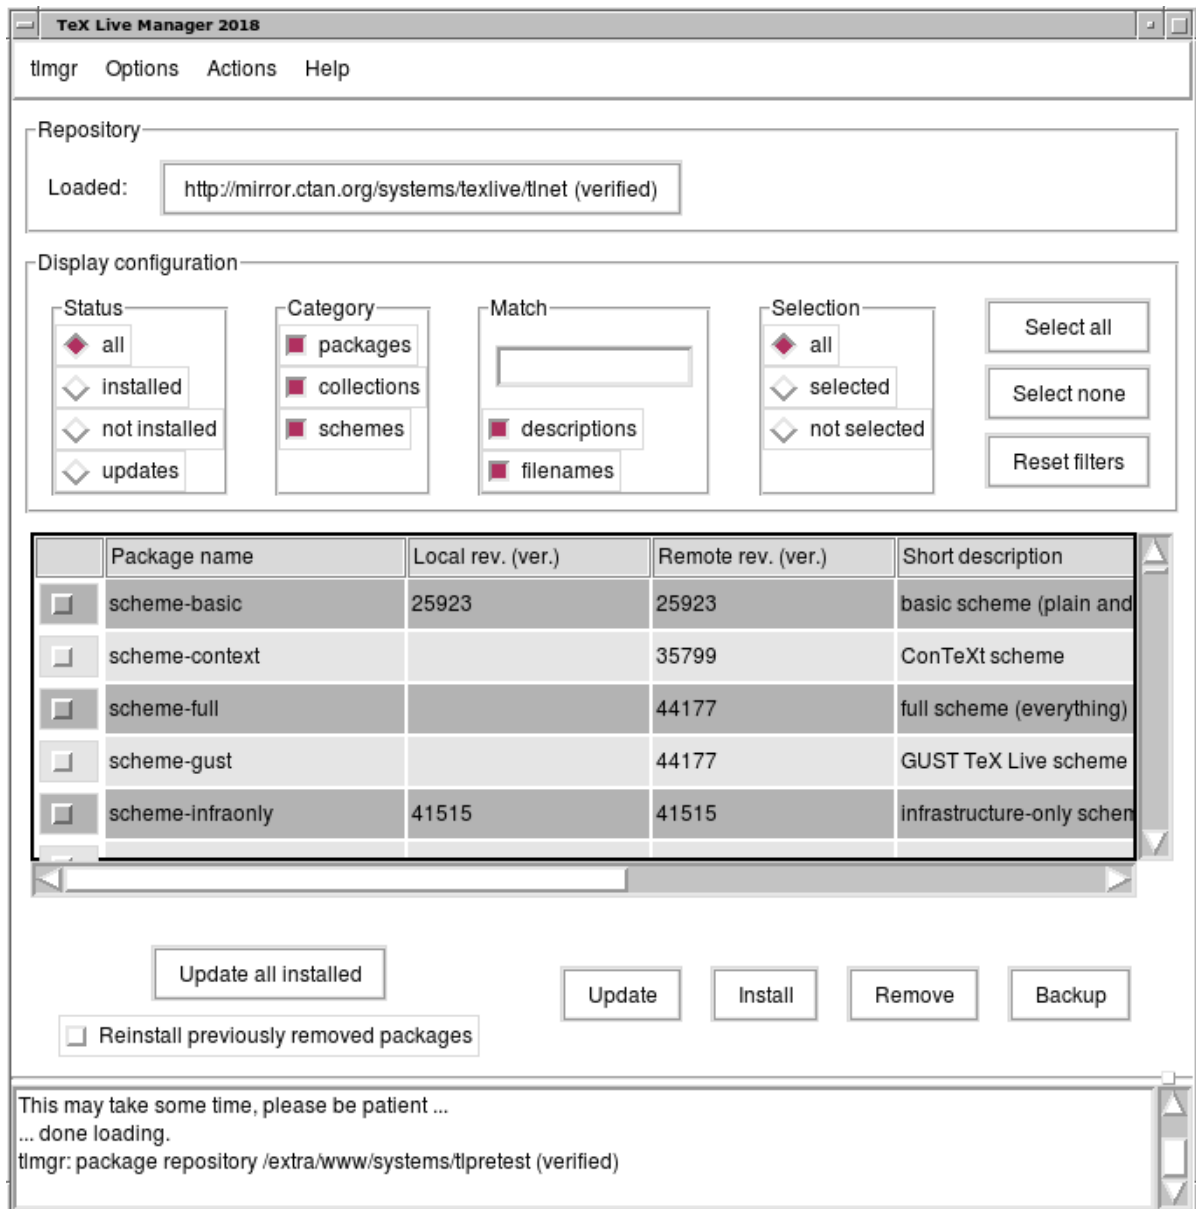 TeX Live Manager 2018
tlmgr Options Actions Help
Repository
Loaded: http://mirror.ctan.org/systems/texlive/tlnet (verified)
Display configuration
Status
all
installed
not installed
updates
Category
packages
collections
schemes
Match
descriptions
filenames
Selection
all
selected
not selected
Select all
Select none
Reset filters
Package name Local rev. (ver.) Remote rev. (ver.) Short description
scheme-basic 25923 25923 basic scheme (plain and
scheme-context 35799 ConTeXt scheme
scheme-full 44177 full scheme (everything)
scheme-gust 44177 GUST TeX Live scheme
scheme-infraonly 41515 41515 infrastructure-only schem
Update all installed
Reinstall previously removed packages
Update Install Remove Backup
This may take some time, please be patient ...
... done loading.
tlmgr: package repository /extra/www/systems/tlpretest (verified)